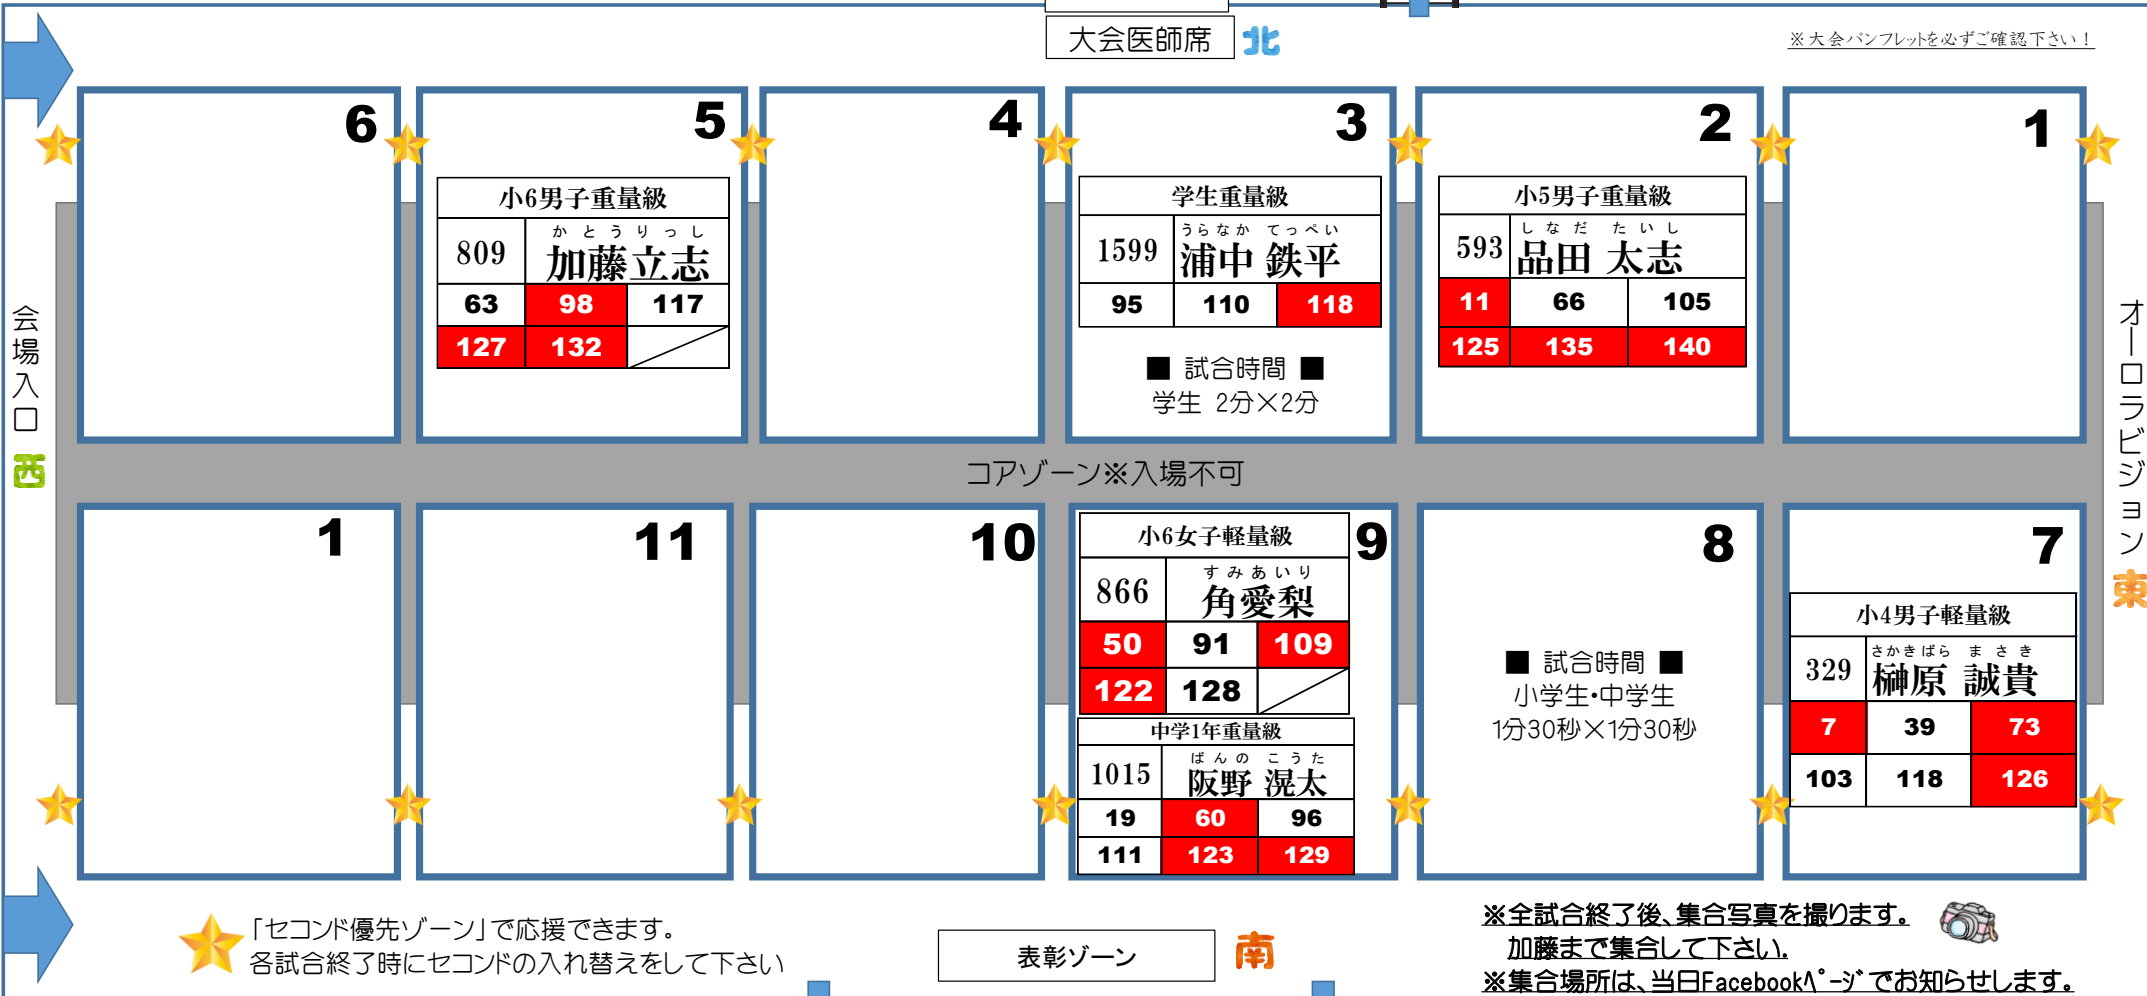 大会医師席 北
※大会パンフレットを必ずご確認下さい！
6
5
4
3
2
1
小6男子重量級
かとうりっし
809 加藤立志
63 98 117
127 132
学生重量級
うらなか てっぺい
1599 浦中 鉄平
95 110 118
■ 試合時間 ■
学生 2分×2分
小5男子重量級
しなだ たいし
593 品田 太志
11 66 105
125 135 140
会場入口 西
オーロラビジョン 東
コアゾーン※入場不可
1
11
10
9
8
7
小6女子軽量級
すみあいり
866 角愛梨
50 91 109
122 128
中学1年重量級
ばんの こうた
1015 阪野 滉太
19 60 96
111 123 129
■ 試合時間 ■
小学生・中学生
1分30秒×1分30秒
小4男子軽量級
さかきばら まさき
329 榊原 誠貴
7 39 73
103 118 126
「セコンド優先ゾーン」で応援できます。
各試合終了時にセコンドの入れ替えをして下さい
表彰ゾーン 南
※全試合終了後、集合写真を撮ります。
加藤まで集合して下さい.
※集合場所は、当日Facebookﾍﾟｰｼﾞでお知らせします。